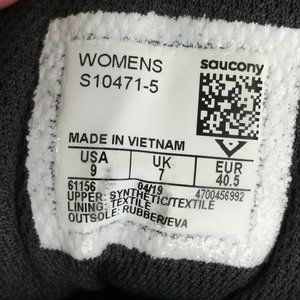 WOMENS saucony
S10471-5
MADE IN VIETNAM
USA UK EUR
9 7 40.5
61156 04/19 4700456992
UPPER: SYNTHETIC/TEXTILE
LINING: TEXTILE
OUTSOLE: RUBBER/EVA